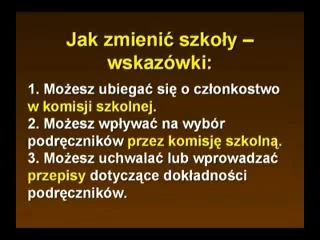 Jak zmienić szkoły –
wskazówki:
1. Możesz ubiegać się o członkostwo
w komisji szkolnej.
2. Możesz wpływać na wybór
podręczników przez komisję szkolną.
3. Możesz uchwalać lub wprowadzać
przepisy dotyczące dokładności
podręczników.